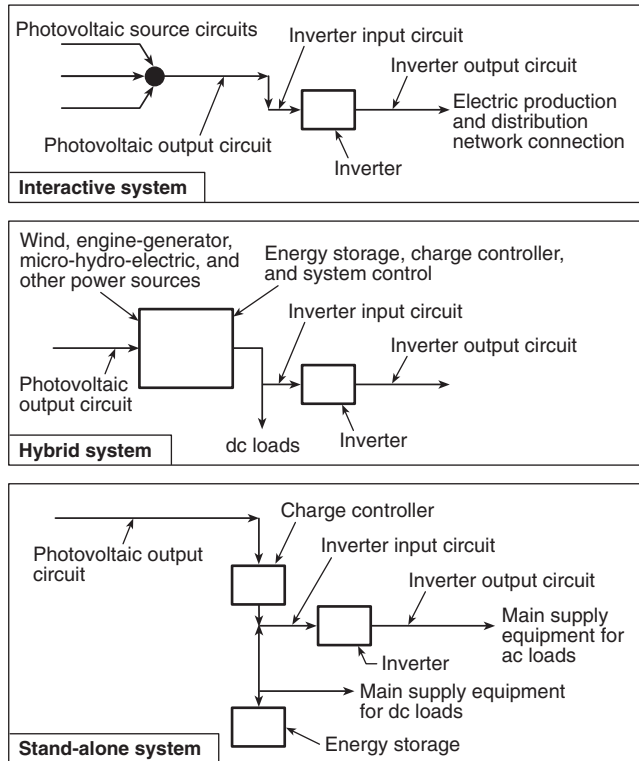 Photovoltaic source circuits
Inverter input circuit
Inverter output circuit
Photovoltaic output circuit
Electric production
and distribution
network connection
Inverter
Interactive system
Wind, engine-generator,
micro-hydro-electric, and
other power sources
Energy storage, charge controller,
and system control
Inverter input circuit
Inverter output circuit
Photovoltaic
output circuit
dc loads
Inverter
Hybrid system
Charge controller
Photovoltaic output
circuit
Inverter input circuit
Inverter output circuit
Main supply
equipment for
ac loads
Inverter
Main supply equipment
for dc loads
Energy storage
Stand-alone system